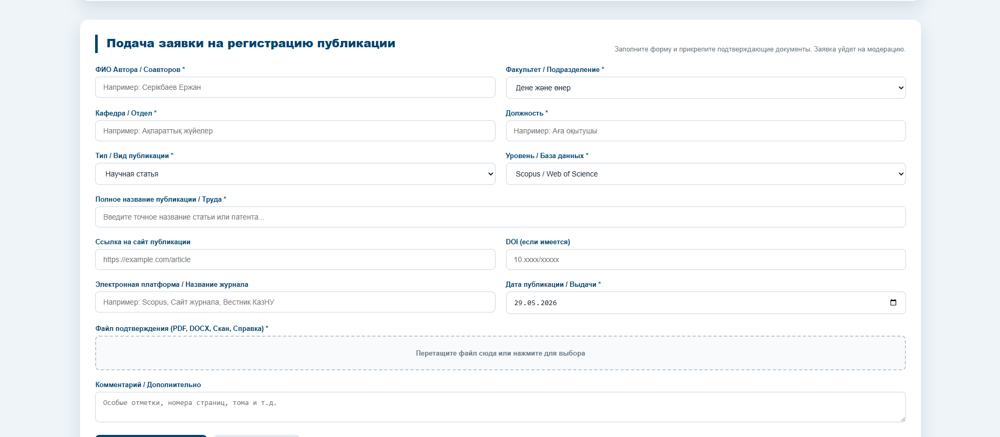 Подача заявки на регистрацию публикации
Заполните форму и прикрепите подтверждающие документы. Заявка уйдет на модерацию.
ФИО Автора / Соавторов *
Факультет / Подразделение *
Например: Серікбаев Ержан
Дене және өнер
Кафедра / Отдел *
Должность *
Например: Ақпараттық жүйелер
Например: Аға оқытушы
Тип / Вид публикации *
Уровень / База данных *
Научная статья
Scopus / Web of Science
Полное название публикации / Труда *
Введите точное название статьи или патента...
Ссылка на сайт публикации
DOI (если имеется)
https://example.com/article
10.xxxx/xxxxx
Электронная платформа / Название журнала
Дата публикации / Выдачи *
Например: Scopus, Сайт журнала, Вестник КазНУ
29.05.2026
Файл подтверждения (PDF, DOCX, Скан, Справка) *
Перетащите файл сюда или нажмите для выбора
Комментарий / Дополнительно
Особые отметки, номера страниц, тома и т.д.